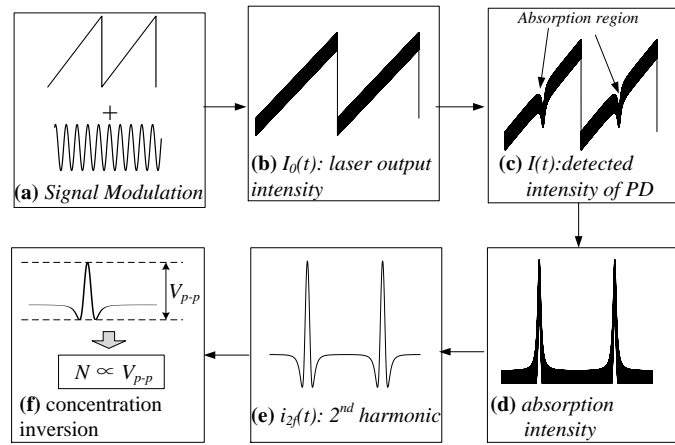 +
(a) Signal Modulation
(b) I₀(t): laser output
intensity
Absorption region
(c) I(t):detected
intensity of PD
(d) absorption
intensity
(e) i₂f(t): 2nd harmonic
Vp-p
N ∝ Vp-p
(f) concentration
inversion